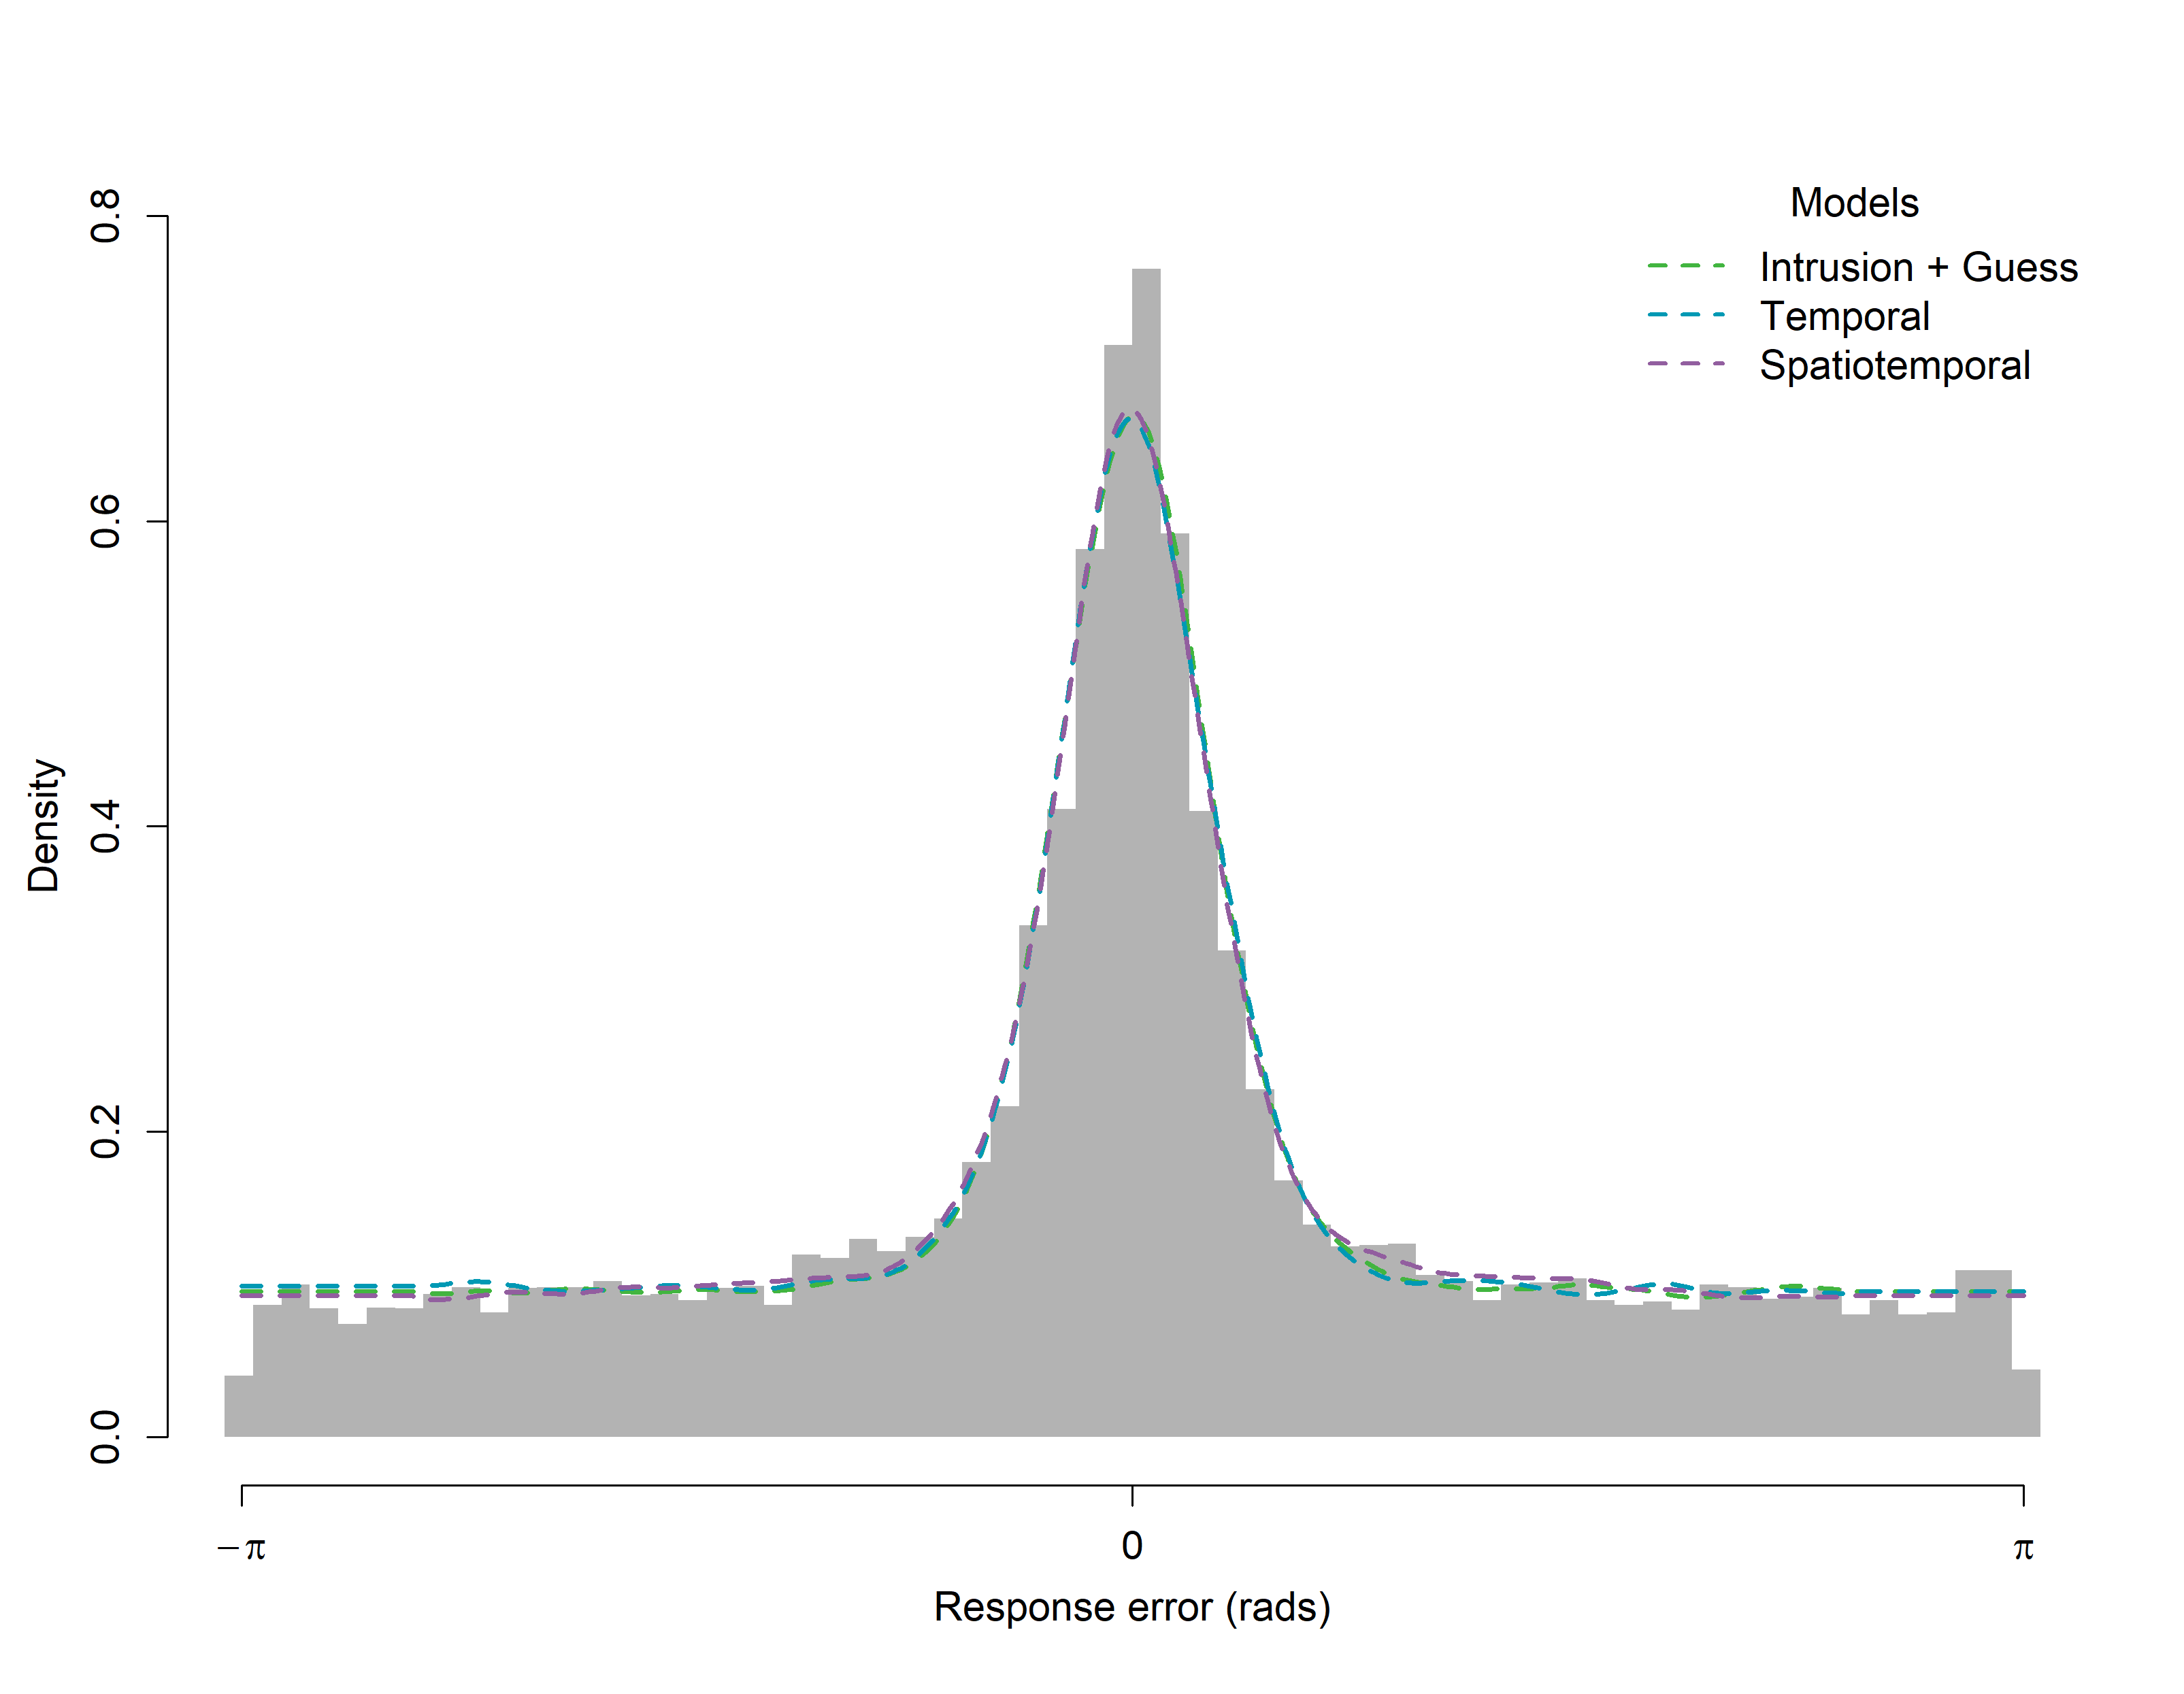 Models
Intrusion + Guess
Temporal
Spatiotemporal
Density
0.8
0.6
0.4
0.2
0.0
−π
0
π
Response error (rads)